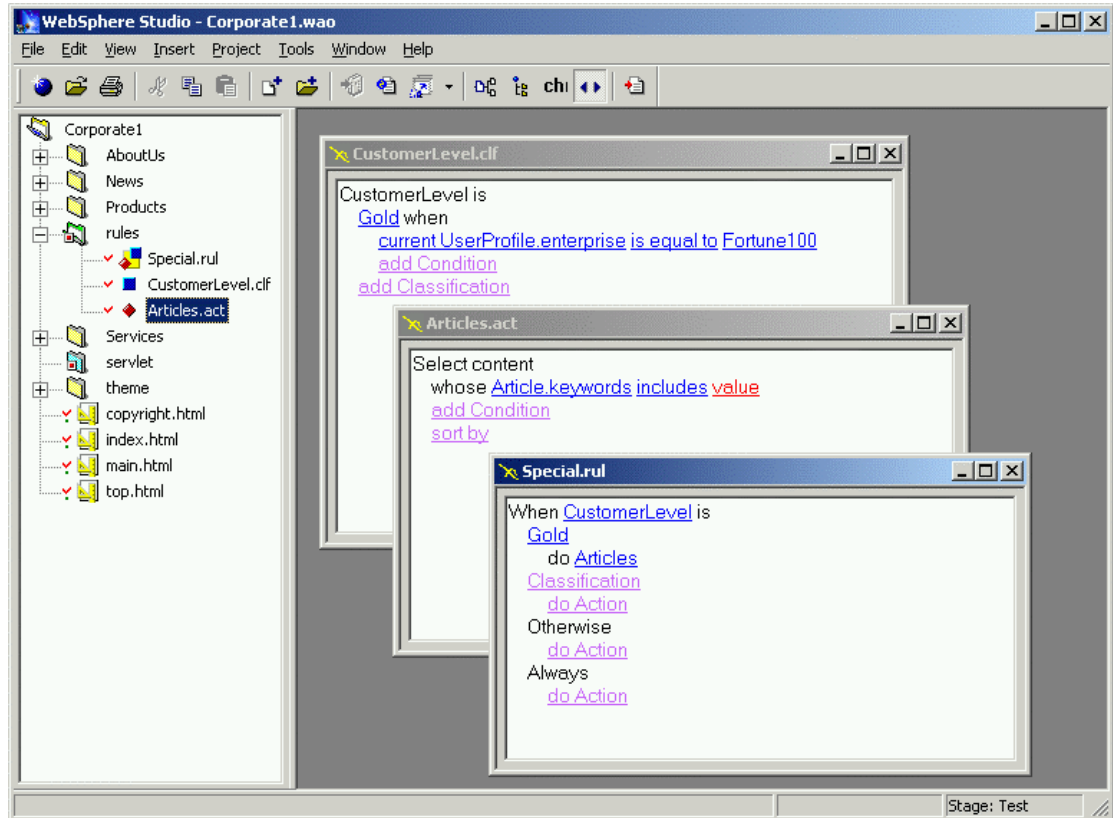 WebSphere Studio - Corporate1.wao
File Edit View Insert Project Tools Window Help
chi
Corporate1
AboutUs
News
Products
rules
Special.rul
CustomerLevel.clf
Articles.act
Services
servlet
theme
copyright.html
index.html
main.html
top.html
CustomerLevel.clf
CustomerLevel is
Gold when
current UserProfile.enterprise is equal to Fortune100
add Condition
add Classification
Articles.act
Select content
whose Article.keywords includes value
add Condition
sort by
Special.rul
When CustomerLevel is
Gold
do Articles
Classification
do Action
Otherwise
do Action
Always
do Action
Stage: Test